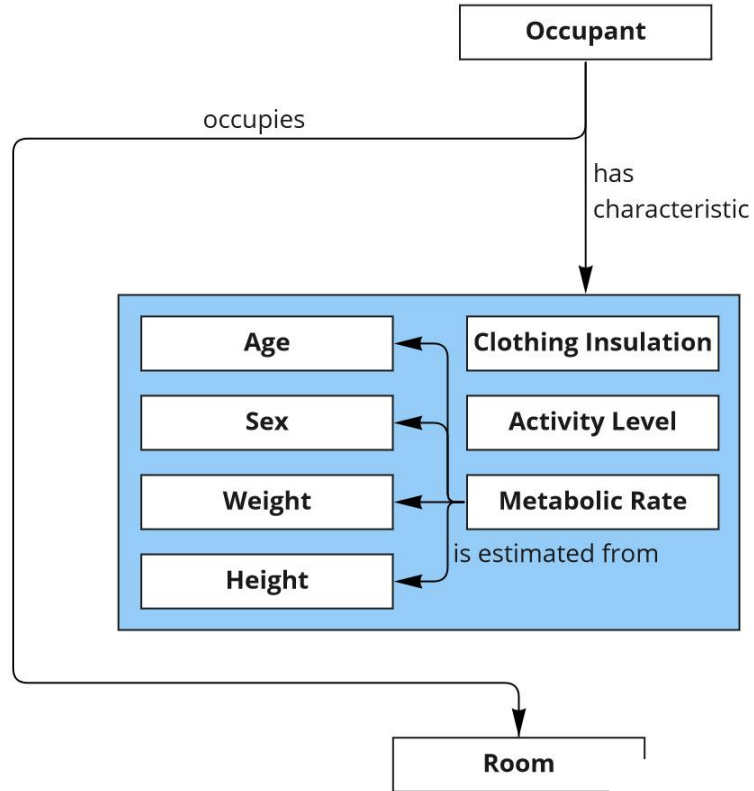 Occupant
occupies
has
characteristic
Age
Clothing Insulation
Sex
Activity Level
Weight
Metabolic Rate
is estimated from
Height
Room